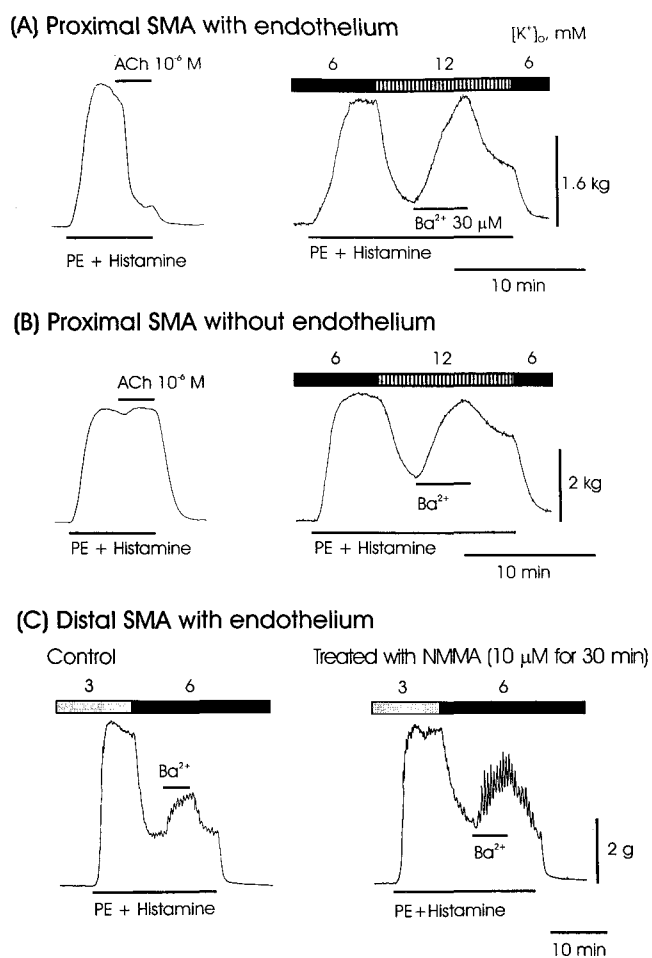 (A) Proximal SMA with endothelium
[K⁺]ₒ, mM
ACh 10⁻⁶ M
6 12 6
1.6 kg
Ba²⁺ 30 μM
PE + Histamine
PE + Histamine
10 min
(B) Proximal SMA without endothelium
6 12 6
ACh 10⁻⁶ M
2 kg
Ba²⁺
PE + Histamine
PE + Histamine
10 min
(C) Distal SMA with endothelium
Control
Treated with NMMA (10 μM for 30 min)
3 6
3 6
Ba²⁺
Ba²⁺
2 g
PE + Histamine
PE+Histamine
10 min